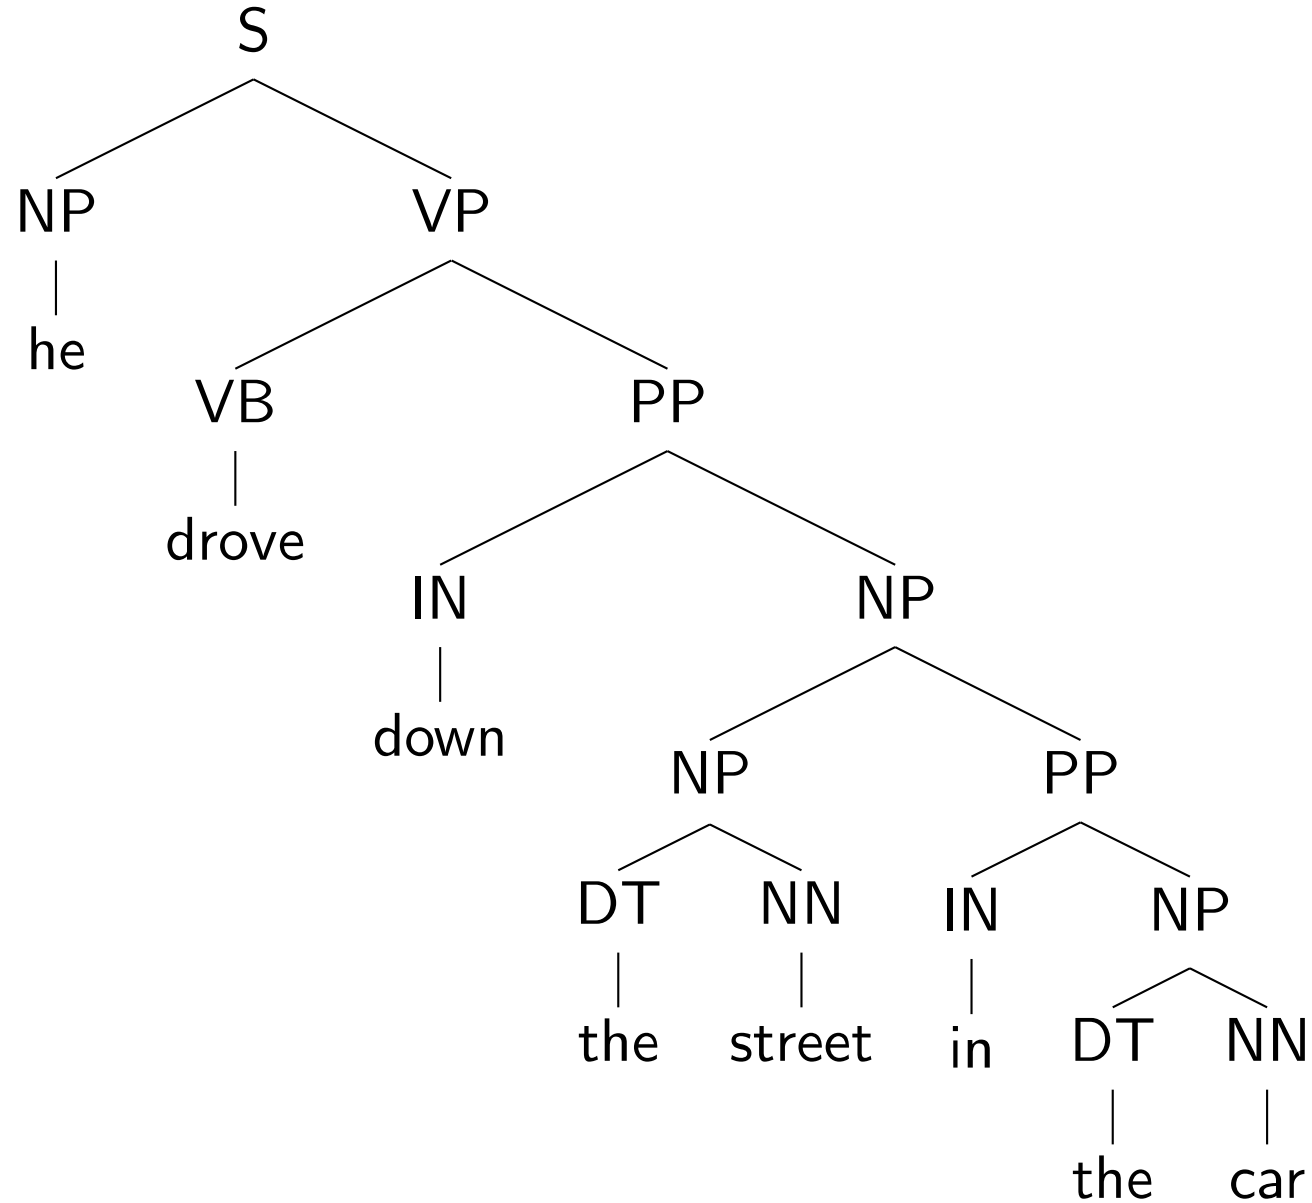 S
NP VP
he
VB PP
drove
IN NP
down
NP PP
DT NN IN NP
the street in DT NN
the car